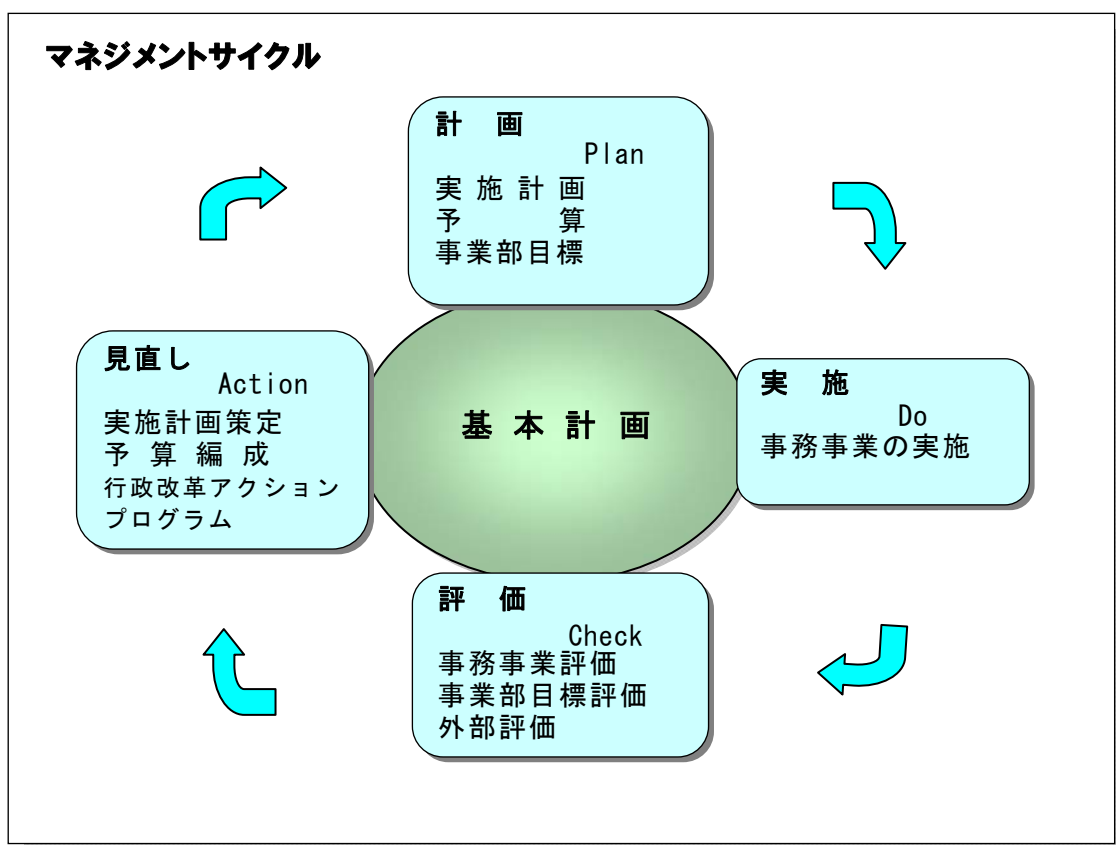 マネジメントサイクル
計　画
Plan
実施計画
予　　算
事業部目標
見直し
Action
実施計画策定
予算編成
行政改革アクション
プログラム
基本計画
実　施
Do
事務事業の実施
評　価
Check
事務事業評価
事業部目標評価
外部評価